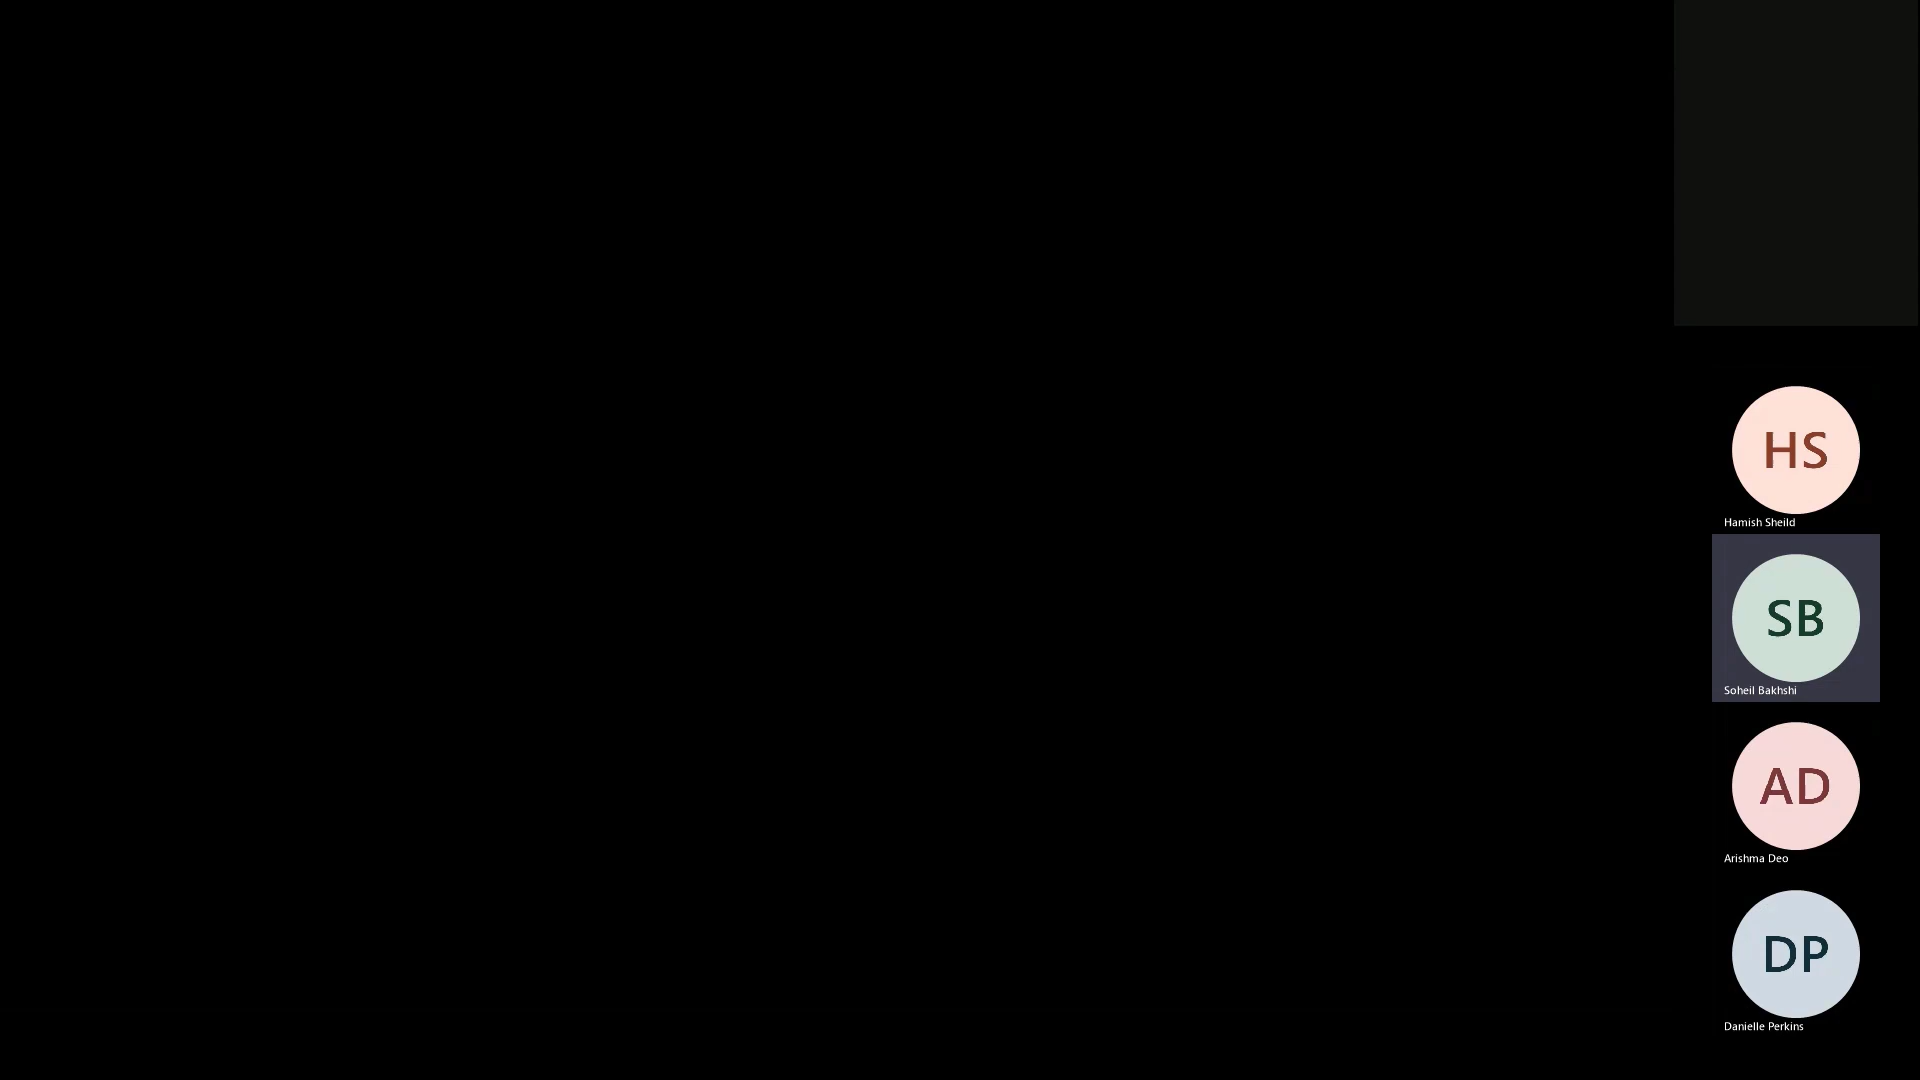 HS
Hamish Sheild
SB
Soheil Bakhshi
AD
Arishma Deo
DP
Danielle Perkins